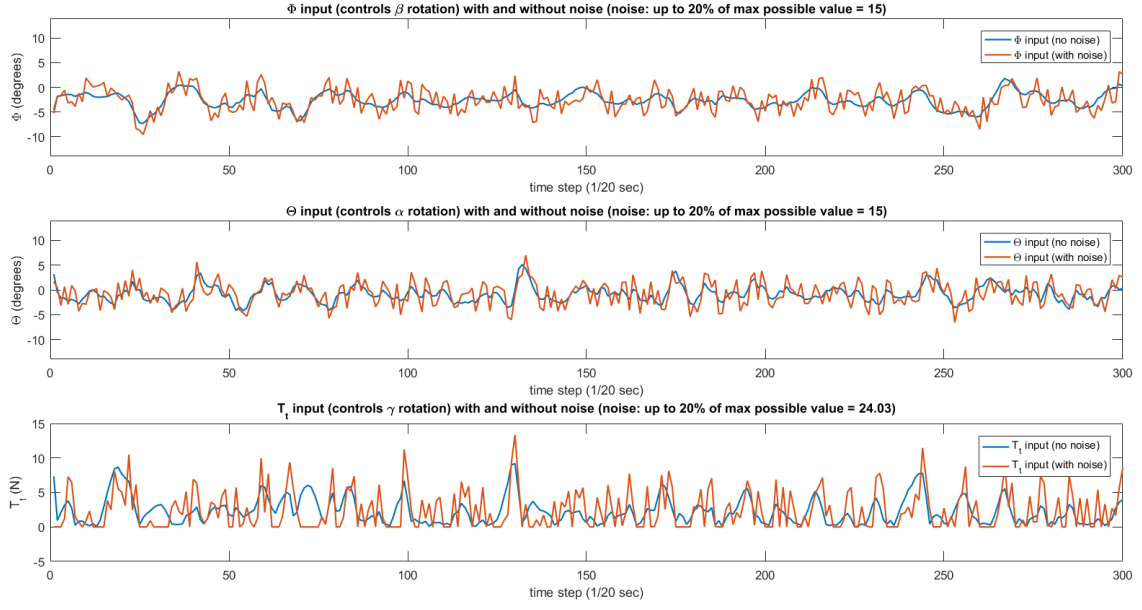 Φ input (controls β rotation) with and without noise (noise: up to 20% of max possible value = 15)
Φ (degrees)
10
5
0
-5
-10
Φ input (no noise)
Φ input (with noise)
0 50 100 150 200 250 300
time step (1/20 sec)
Θ input (controls α rotation) with and without noise (noise: up to 20% of max possible value = 15)
Θ (degrees)
10
5
0
-5
-10
Θ input (no noise)
Θ input (with noise)
0 50 100 150 200 250 300
time step (1/20 sec)
T_t input (controls γ rotation) with and without noise (noise: up to 20% of max possible value = 24.03)
T_t (N)
15
10
5
0
-5
T_t input (no noise)
T_t input (with noise)
0 50 100 150 200 250 300
time step (1/20 sec)